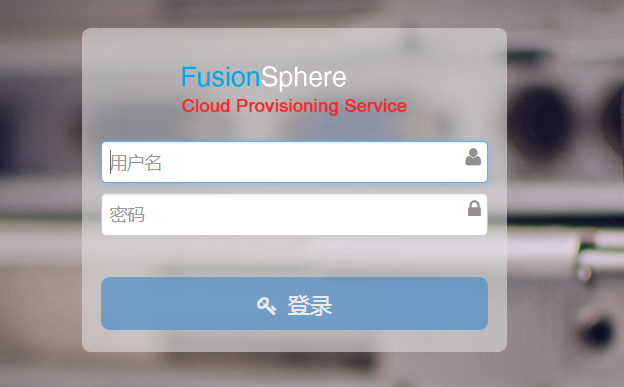 FusionSphere
Cloud Provisioning Service
用户名
密码
登录